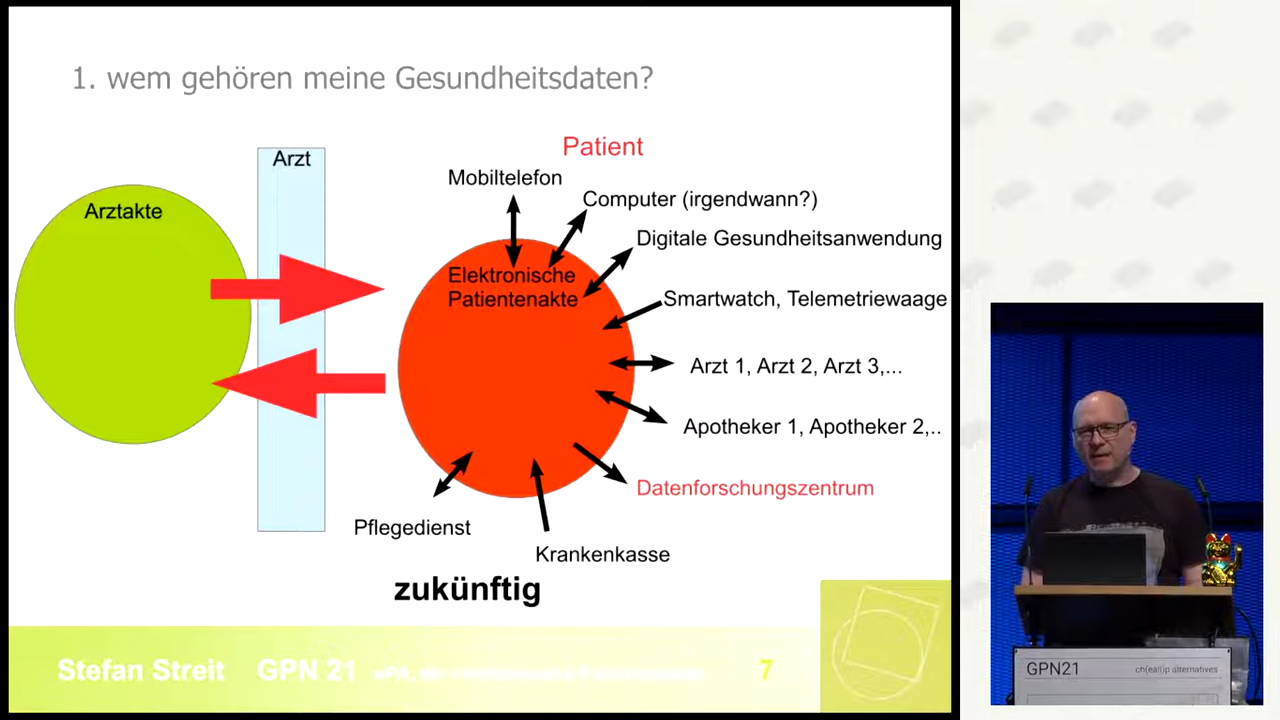 1. wem gehören meine Gesundheitsdaten?
Arzt
Arztakte
Patient
Mobiltelefon
Computer (irgendwann?)
Digitale Gesundheitsanwendung
Elektronische
Patientenakte
Smartwatch, Telemetriewaage
Arzt 1, Arzt 2, Arzt 3,...
Apotheker 1, Apotheker 2,..
Datenforschungszentrum
Pflegedienst
Krankenkasse
zukünftig
Stefan Streit GPN 21
7
GPN21
ch(ea|i)p alternatives